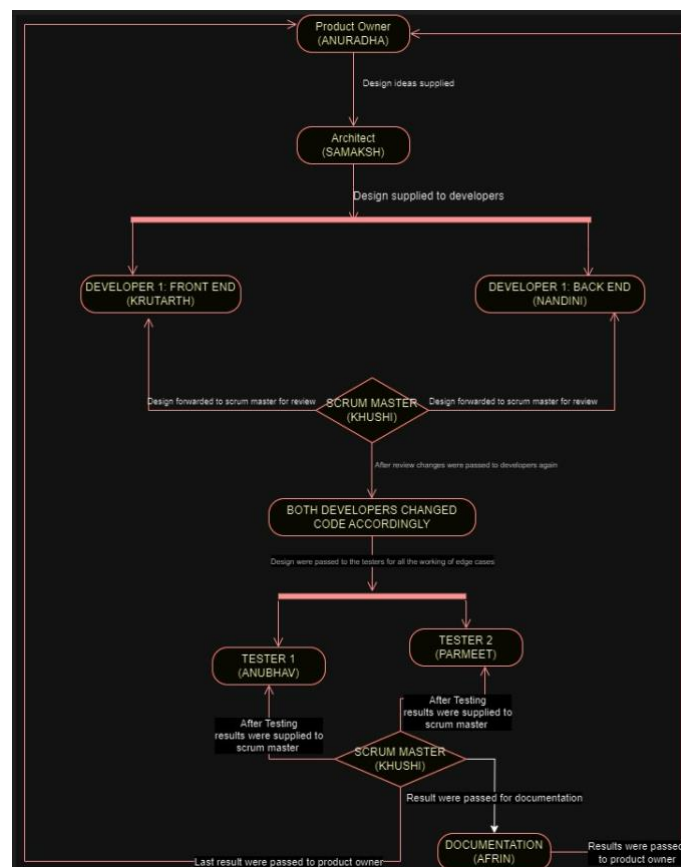 Product Owner
(ANURADHA)
Design ideas supplied
Architect
(SAMAKSH)
Design supplied to developers
DEVELOPER 1: FRONT END
(KRUTARTH)
DEVELOPER 1: BACK END
(NANDINI)
Design forwarded to scrum master for review
SCRUM MASTER
(KHUSHI)
Design forwarded to scrum master for review
After review changes were passed to developers again
BOTH DEVELOPERS CHANGED
CODE ACCORDINGLY
Design were passed to the testers for all the working of edge cases
TESTER 1
(ANUBHAV)
TESTER 2
(PARMEET)
After Testing
results were supplied to
scrum master
After Testing
results were supplied to
scrum master
SCRUM MASTER
(KHUSHI)
Result were passed for documentation
DOCUMENTATION
(AFRIN)
Results were passed
to product owner
Last result were passed to product owner